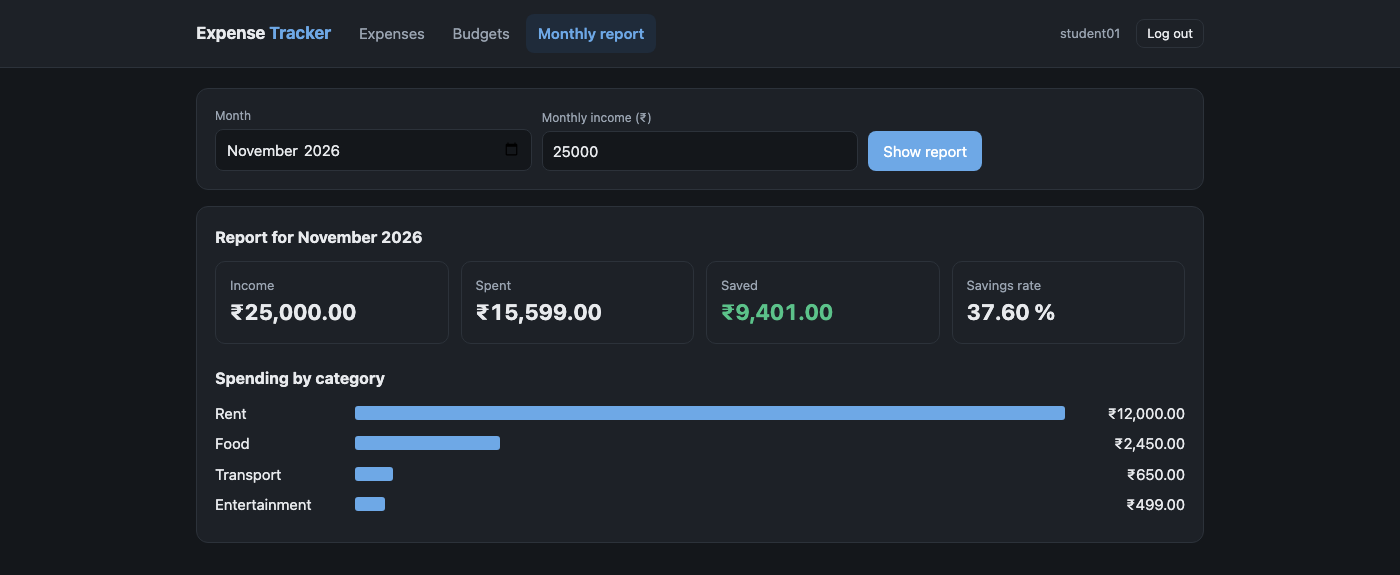 Expense Tracker Expenses Budgets Monthly report student01 Log out
Month
Monthly income (₹)
November 2026
25000
Show report
Report for November 2026
Income
₹25,000.00
Spent
₹15,599.00
Saved
₹9,401.00
Savings rate
37.60 %
Spending by category
Rent ₹12,000.00
Food ₹2,450.00
Transport ₹650.00
Entertainment ₹499.00